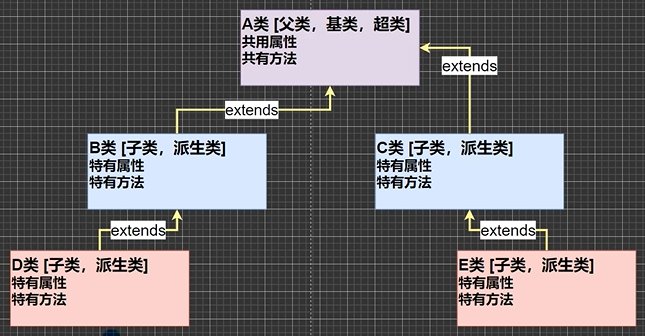 A类 [父类，基类，超类]
共用属性
共有方法
extends
extends
B类 [子类，派生类]
特有属性
特有方法
C类 [子类，派生类]
特有属性
特有方法
extends
extends
D类 [子类，派生类]
特有属性
特有方法
E类 [子类，派生类]
特有属性
特有方法